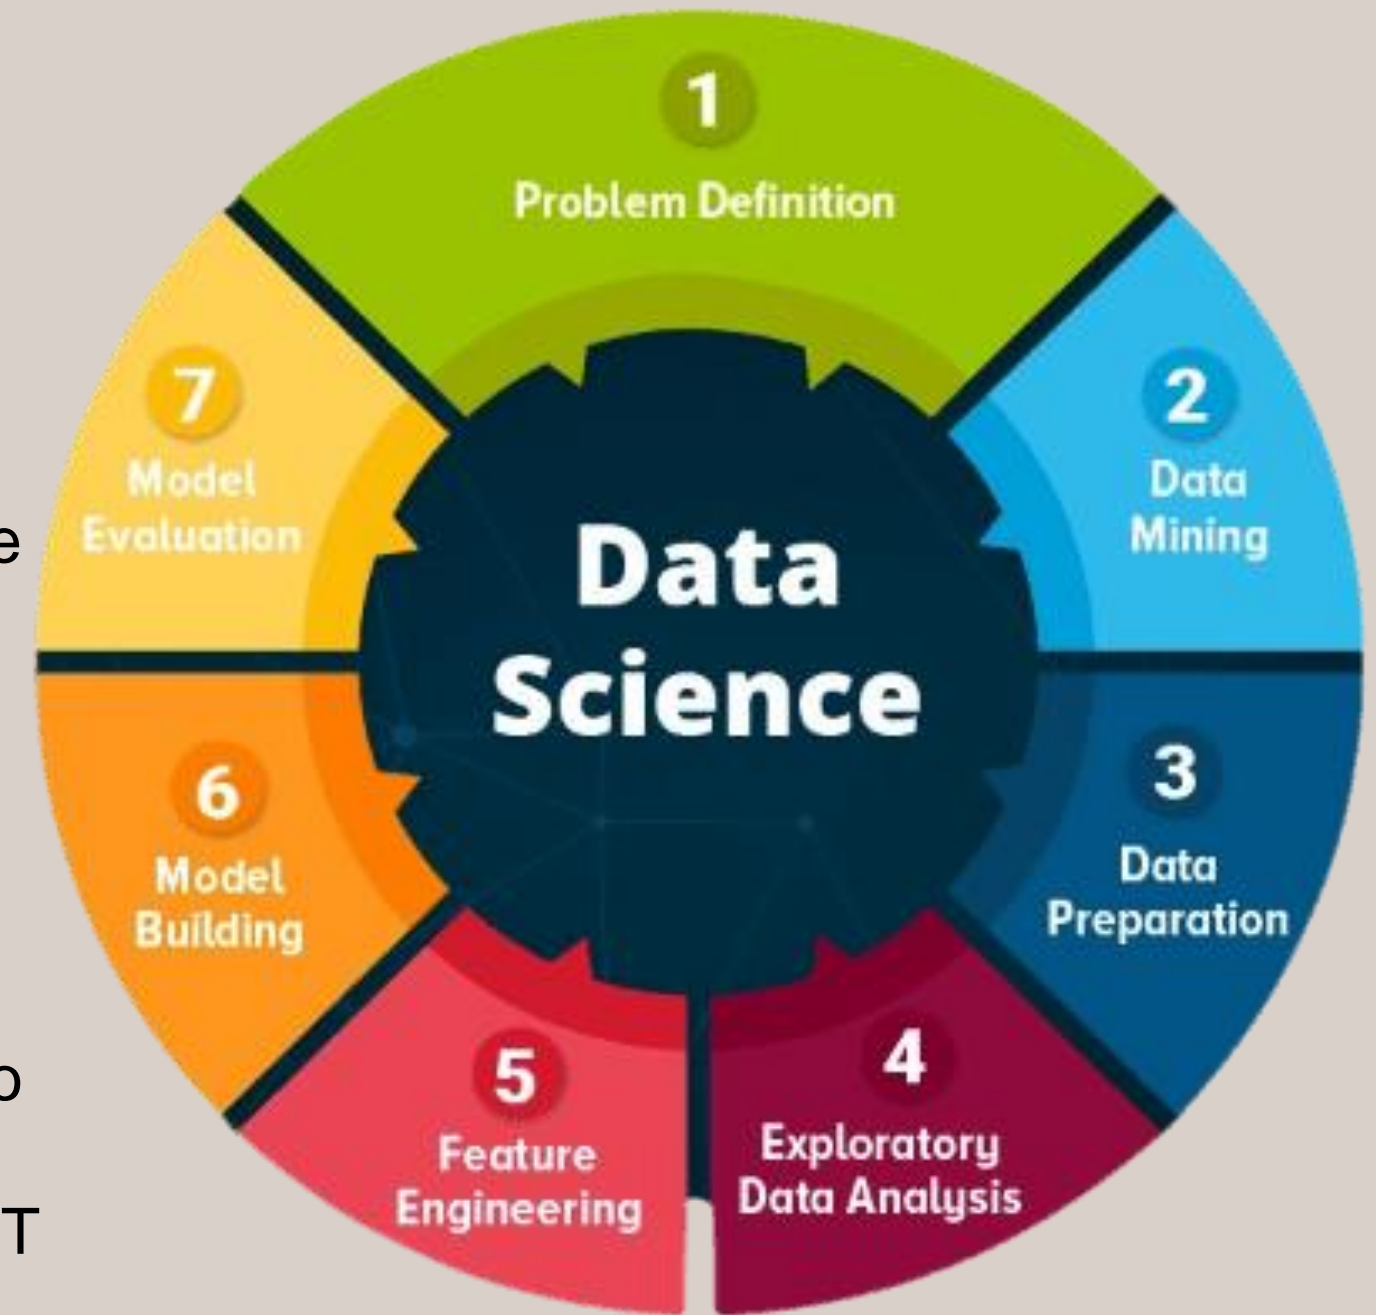 1
Problem Definition
2
Data
Mining
3
Data
Preparation
4
Exploratory
Data Analysis
5
Feature
Engineering
6
Model
Building
7
Model
Evaluation
Data
Science
e
T